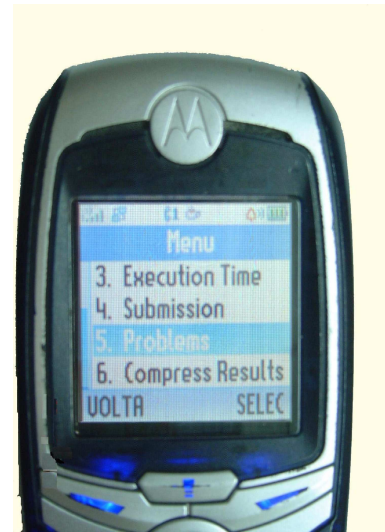 Menu
3. Execution Time
4. Submission
5. Problems
6. Compress Results
VOLTA SELEC